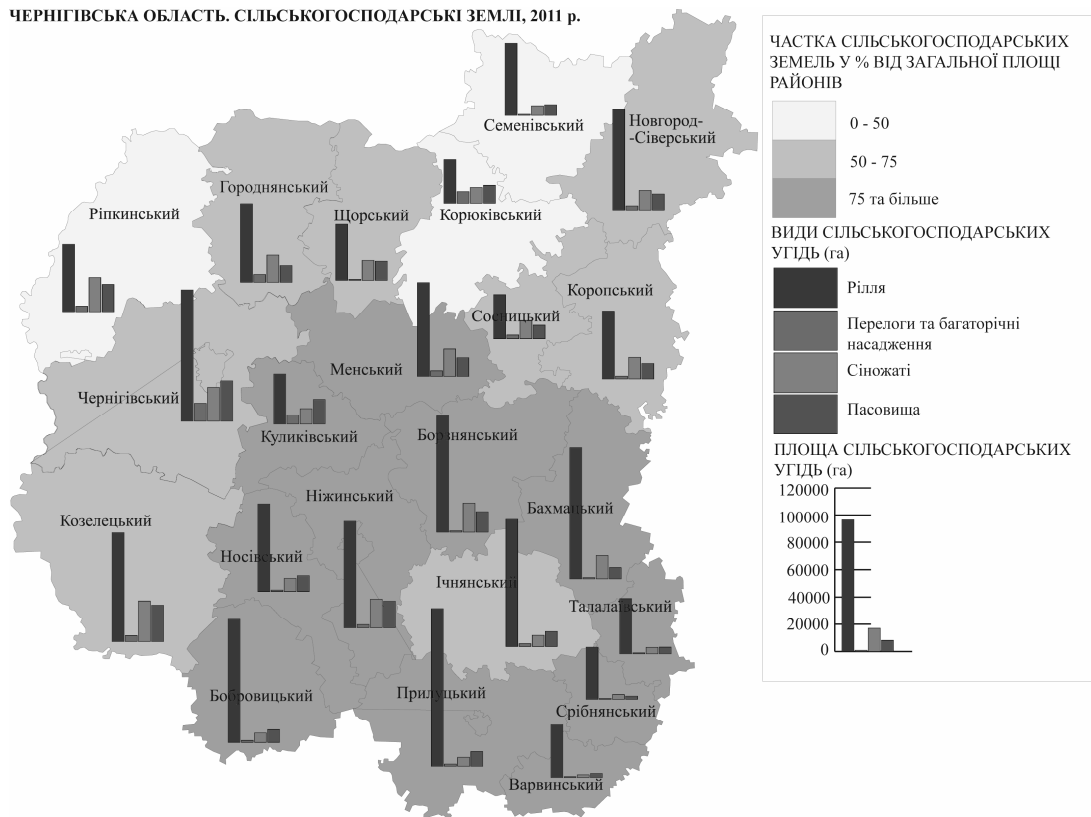 ЧЕРНІГІВСЬКА ОБЛАСТЬ. СІЛЬСЬКОГОСПОДАРСЬКІ ЗЕМЛІ, 2011 р.
Семенівський
Новгород-
-Сіверський
Городнянський
Ріпкинський
Щорський
Корюківський
Коропський
Сосницький
Менський
Чернігівський
Куликівський
Борзнянський
Ніжинський
Бахмацький
Козелецький
Носівський
Ічнянський
Талалаївський
Бобровицький
Прилуцький
Срібнянський
Варвинський
ЧАСТКА СІЛЬСЬКОГОСПОДАРСЬКИХ
ЗЕМЕЛЬ У % ВІД ЗАГАЛЬНОЇ ПЛОЩІ
РАЙОНІВ
0 - 50
50 - 75
75 та більше
ВИДИ СІЛЬСЬКОГОСПОДАРСЬКИХ
УГІДЬ (га)
Рілля
Перелоги та багаторічні
насадження
Сіножаті
Пасовища
ПЛОЩА СІЛЬСЬКОГОСПОДАРСЬКИХ
УГІДЬ (га)
120000
100000
80000
60000
40000
20000
0